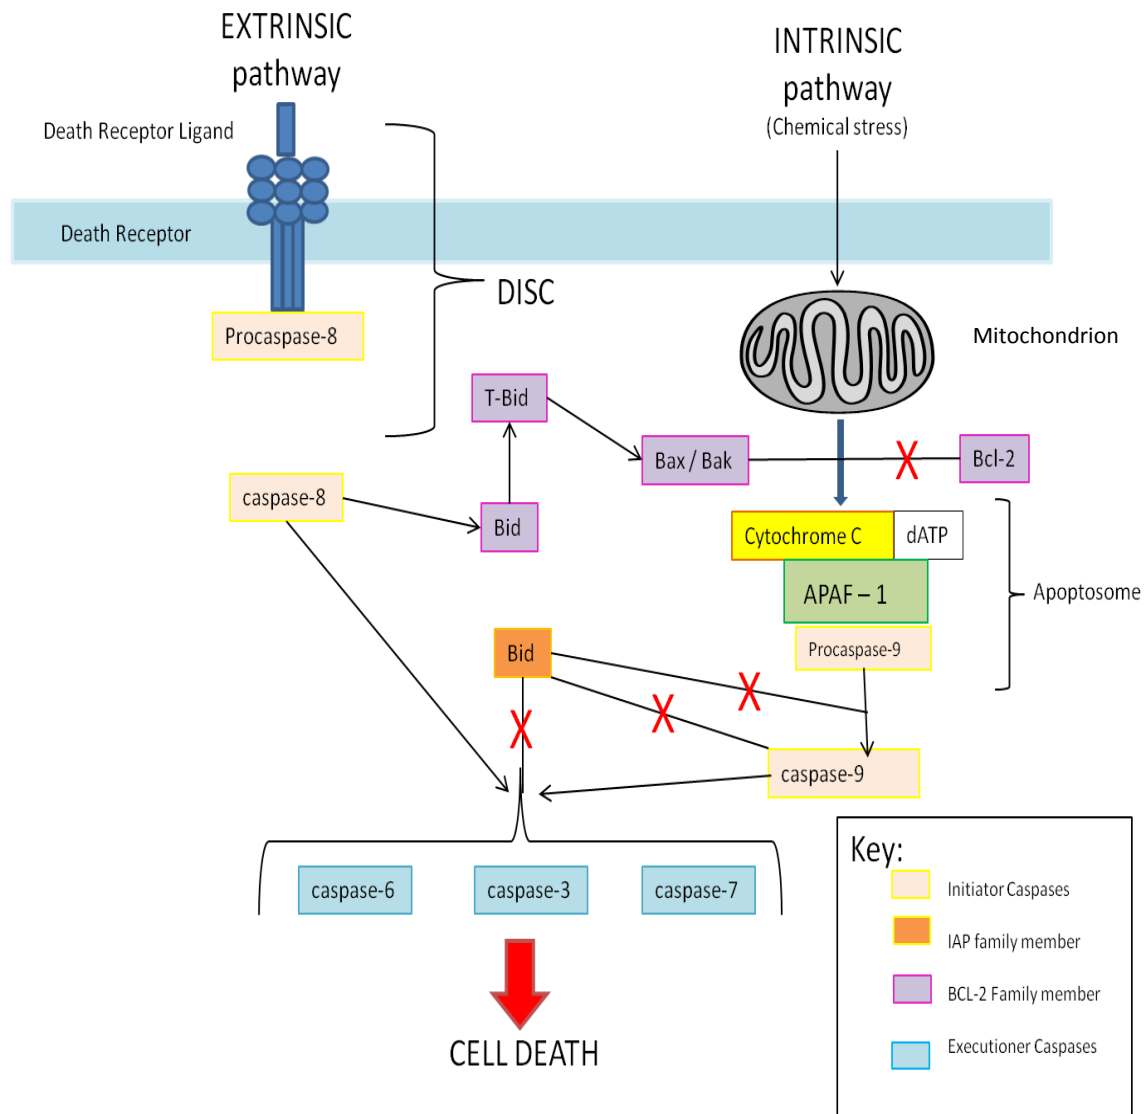 EXTRINSIC
pathway
INTRINSIC
pathway
(Chemical stress)
Death Receptor Ligand
Death Receptor
DISC
Procaspase-8
Mitochondrion
T-Bid
Bax / Bak
X
Bcl-2
caspase-8
Bid
Cytochrome C
dATP
APAF – 1
Apoptosome
Procaspase-9
Bid
X
X
X
caspase-9
caspase-6
caspase-3
caspase-7
CELL DEATH
Key:
Initiator Caspases
IAP family member
BCL-2 Family member
Executioner Caspases